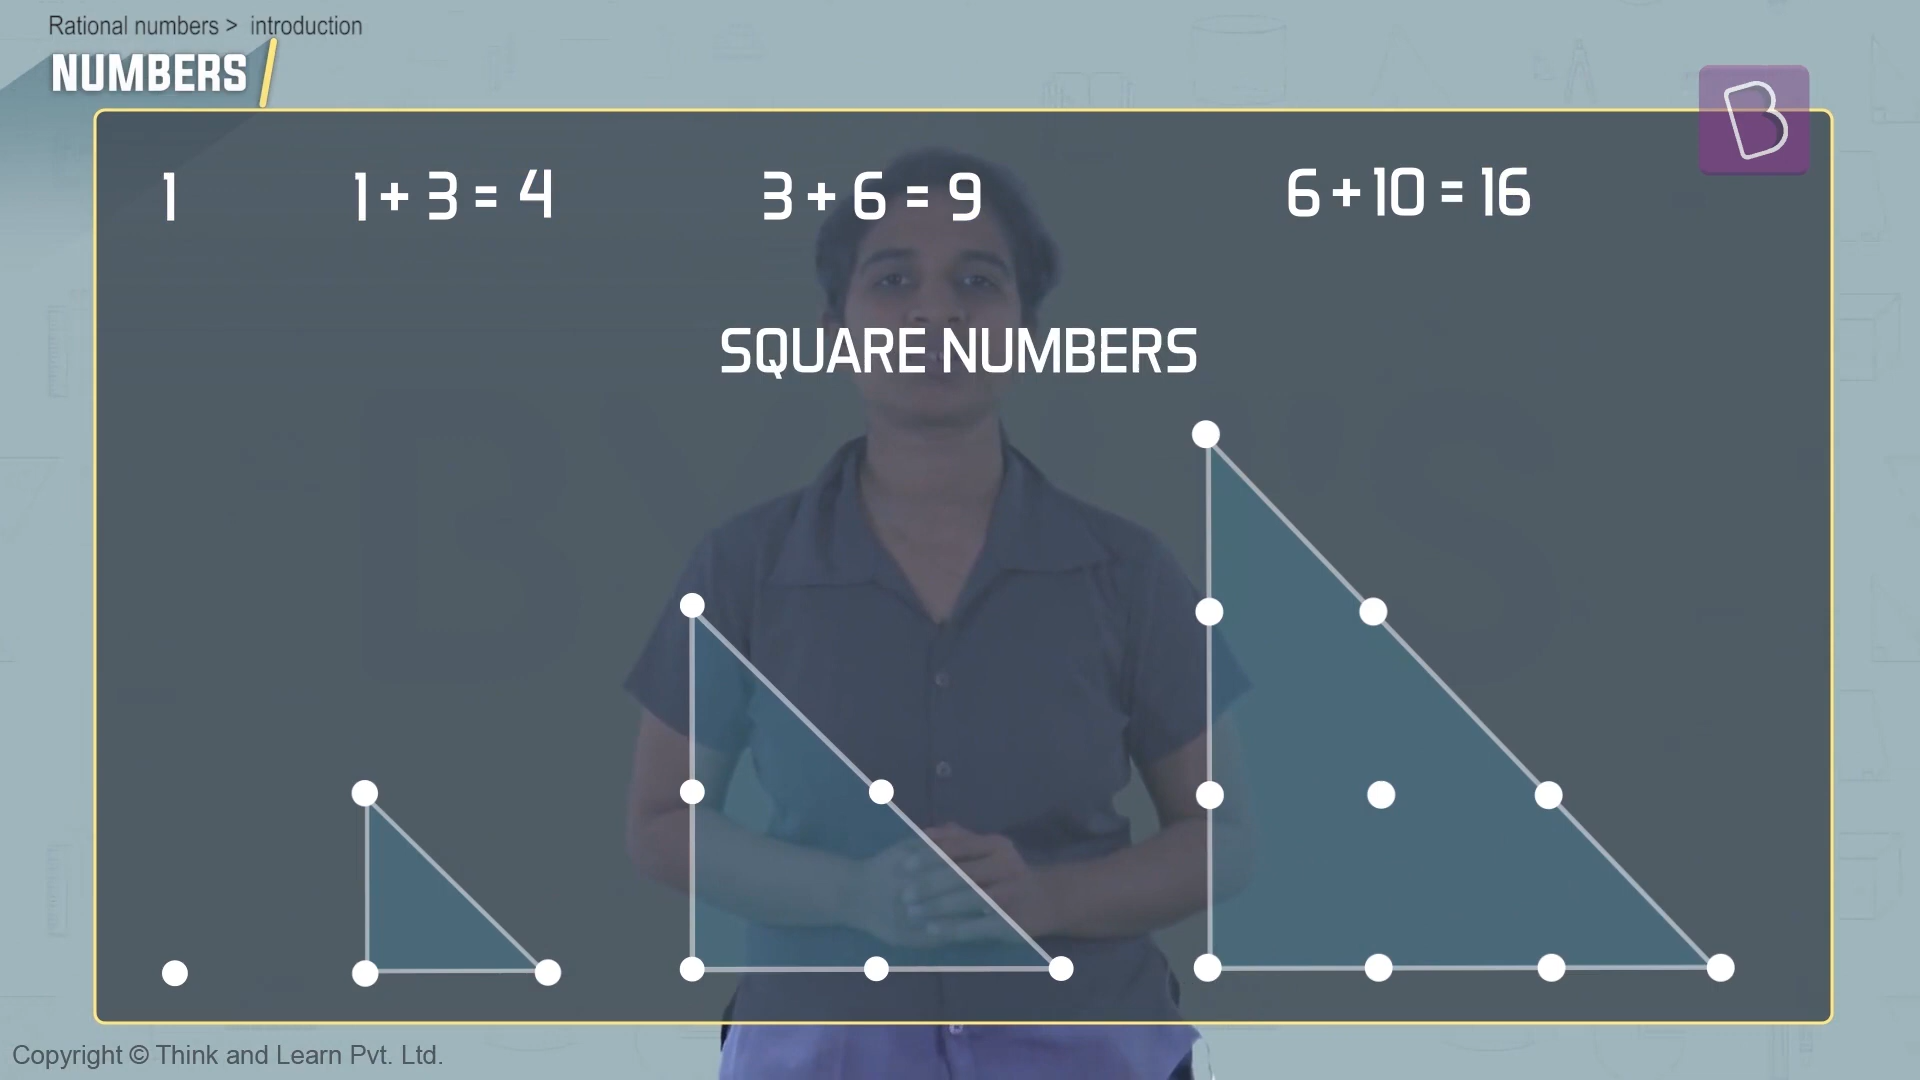 Rational numbers > introduction
NUMBERS
B
1 1 + 3 = 4 3 + 6 = 9 6 + 10 = 16
SQUARE NUMBERS
Copyright © Think and Learn Pvt. Ltd.